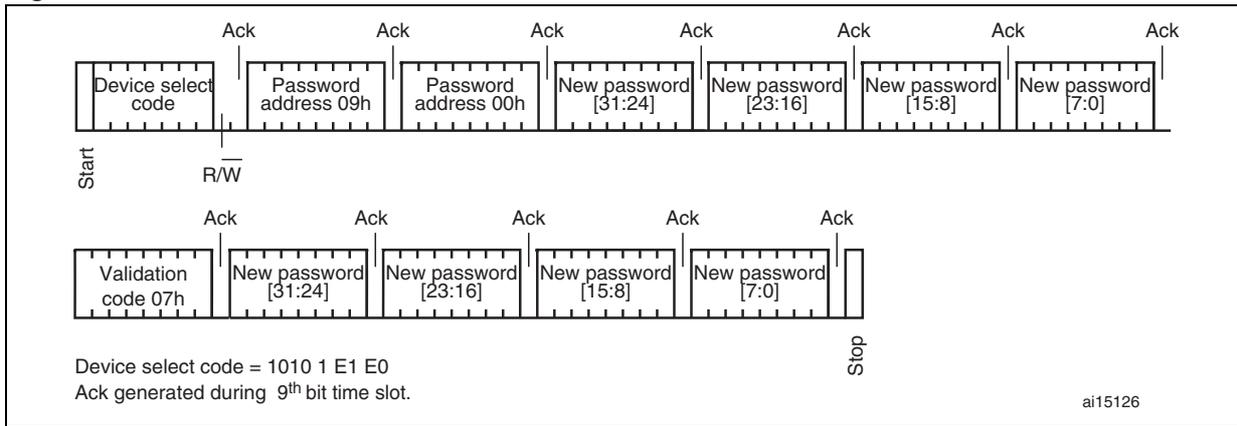 Ack Ack Ack Ack Ack Ack Ack
Device select
code
Password
address 09h
Password
address 00h
New password
[31:24]
New password
[23:16]
New password
[15:8]
New password
[7:0]
Start
R/W̅
Ack Ack Ack Ack Ack
Validation
code 07h
New password
[31:24]
New password
[23:16]
New password
[15:8]
New password
[7:0]
Stop
Device select code = 1010 1 E1 E0
Ack generated during 9th bit time slot.
ai15126